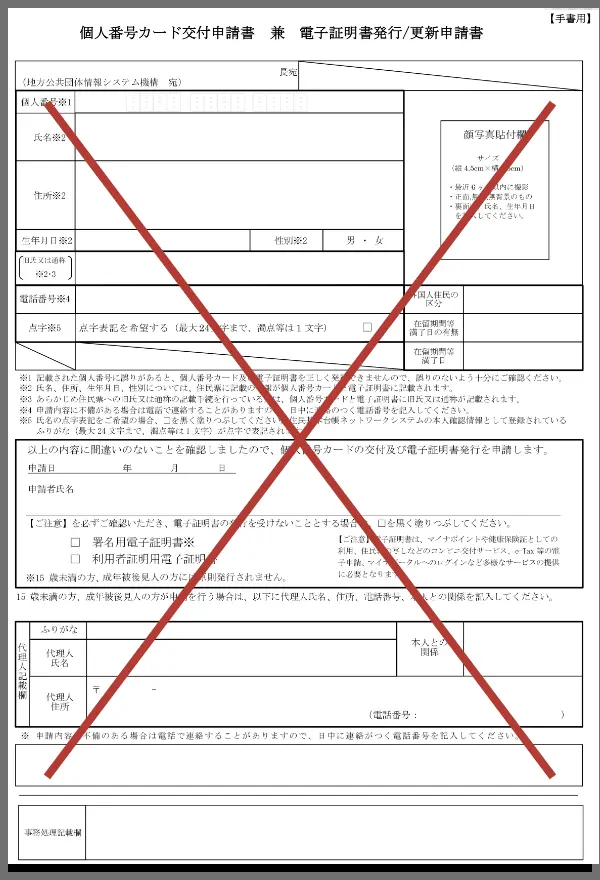 【手書用】
個人番号カード交付申請書 兼 電子証明書発行/更新申請書
長宛
（地方公共団体情報システム機構 宛）
個人番号※1
氏名※2
顔写真貼付欄
サイズ
（縦 4.5cm×横
・最近6
以内に撮影
・正面、
無背景のもの
・裏面
氏名、生年月日
を
入してください。
住所※2
生年月日※2
性別※2
男 ・ 女
旧氏又は通称
※2・3
電話番号※4
外国人住民の
区分
点字※5
点字表記を希望する（最大24文字まで、濁点等は1文字） □
在留期間等
満了日の有無
在留期間等
満了日
※1 記載された個人番号に誤りがあると、個人番号カード及び電子証明書を正しく発行できませんので、誤りのないよう十分にご確認ください。
※2 氏名、住所、生年月日、性別については、住民票に記載の情報が個人番号カード・電子証明書に記載されます。
※3 あらかじめ住民票への旧氏又は通称の記載手続を行っている
は、個人番号カードと電子証明書に旧氏又は通称が記載されます。
※4 申請内容に不備がある場合は電話で連絡することがありますの
、日中に連絡のつく電話番号を記入してください。
※5 氏名の点字表記をご希望の場合、□を黒く塗りつぶしてください
住民基本台帳ネットワークシステムの本人確認情報として登録されている
ふりがな（最大24文字まで、濁点等は1文字）が点字で表記され
以上の内容に間違いのないことを確認しましたので、個人番号カードの交付及び電子証明書発行を申請します。
申請日 年 月 日
申請者氏名
【ご注意】を必ずご確認いただき、電子証明書の発行を受けないこととする場合は、□を黒く塗りつぶしてください。
□ 署名用電子証明書※
□ 利用者証明用電子証明書
※15 歳未満の方、成年被後見人の方には原則発行されません。
【ご注意】電子証明書は、マイナポイントや健康保険証としての
利用、住民票の写しなどのコンビニ交付サービス、e-Tax 等の電
子申請、マイナポータルへのログインなど多様なサービスの提供
に必要となります
15 歳未満の方、成年被後見人の方が申請を行う場合は、以下に代理人氏名、住所、電話番号、本人との関係を記入してください。
代理人記載欄
ふりがな
代理人
氏名
本人との
関係
代理人
住所
〒 －
（電話番号： ）
※ 申請内容に不備のある場合は電話で連絡することがありますので、日中に連絡がつく電話番号を記入してください。
事務処理記載欄